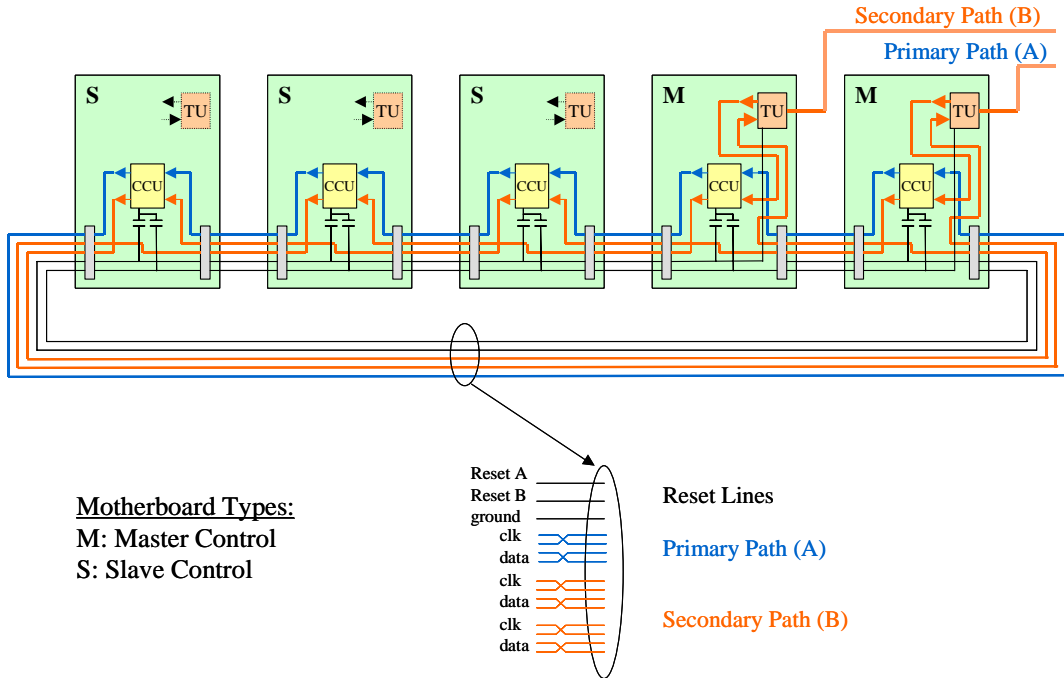 Secondary Path (B)
Primary Path (A)
S
TU
CCU
S
TU
CCU
S
TU
CCU
M
TU
CCU
M
TU
CCU
Reset A
Reset B
ground
clk
data
clk
data
clk
data
Reset Lines
Primary Path (A)
Secondary Path (B)
Motherboard Types:
M: Master Control
S: Slave Control